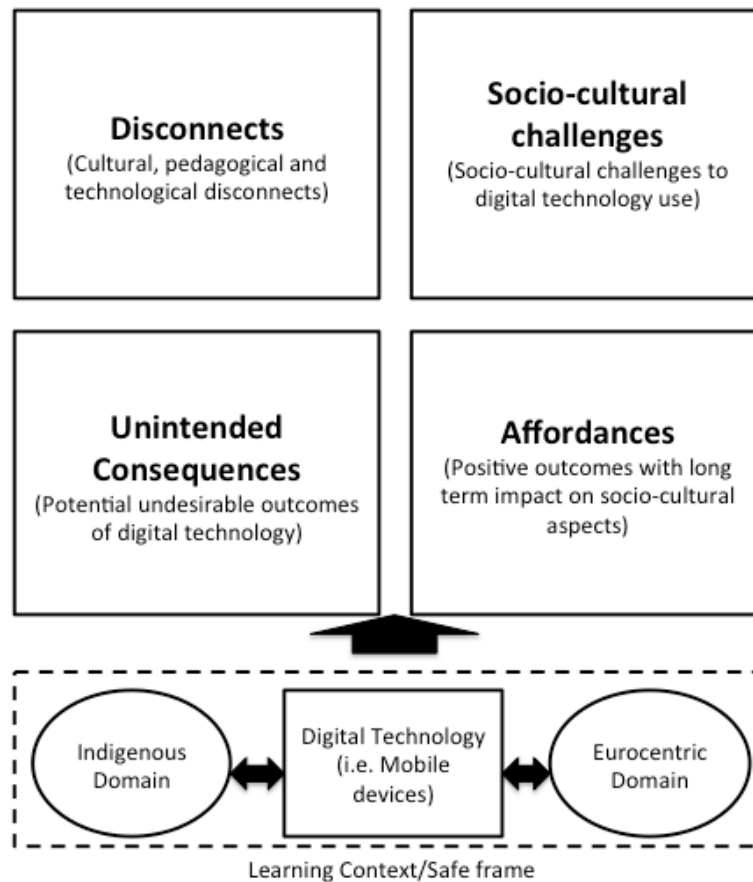 Disconnects
(Cultural, pedagogical and
technological disconnects)
Socio-cultural
challenges
(Socio-cultural challenges to
digital technology use)
Unintended
Consequences
(Potential undesirable outcomes
of digital technology)
Affordances
(Positive outcomes with long
term impact on socio-cultural
aspects)
Indigenous
Domain
Digital Technology
(i.e. Mobile
devices)
Eurocentric
Domain
Learning Context/Safe frame